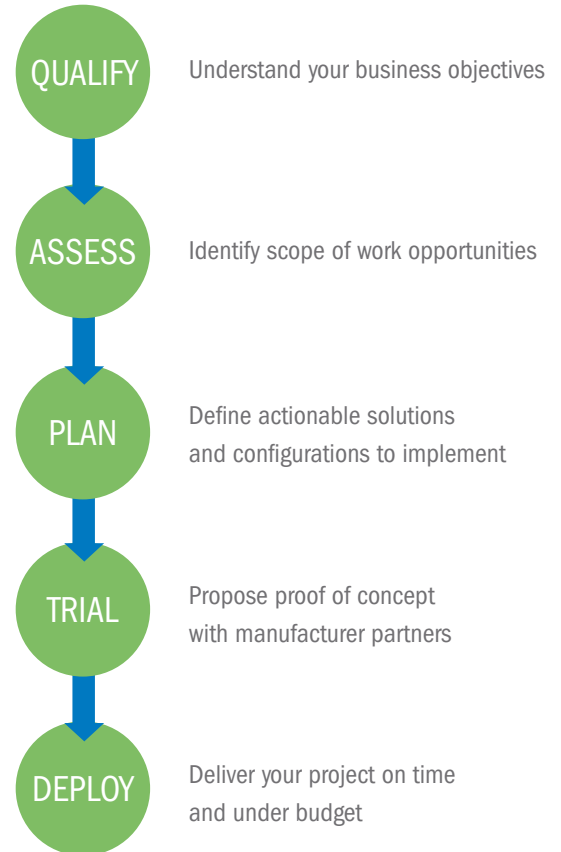 QUALIFY
Understand your business objectives
ASSESS
Identify scope of work opportunities
PLAN
Define actionable solutions
and configurations to implement
TRIAL
Propose proof of concept
with manufacturer partners
DEPLOY
Deliver your project on time
and under budget